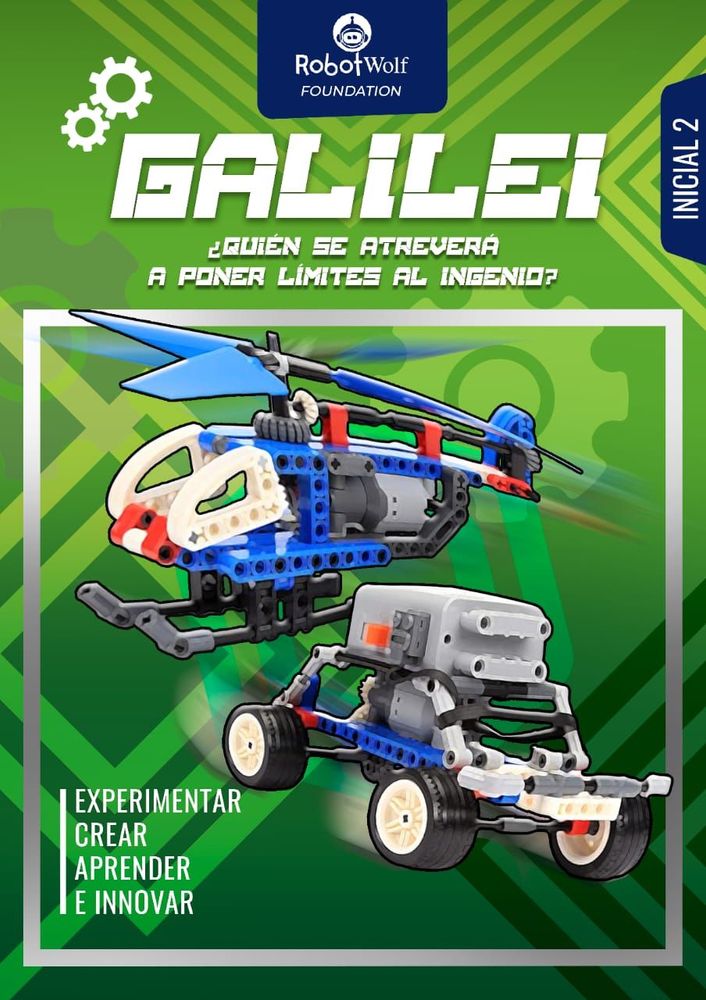 RobotWolf
FOUNDATION
INICIAL 2
GALILEI
¿QUIÉN SE ATREVERÁ
A PONER LÍMITES AL INGENIO?
EXPERIMENTAR
CREAR
APRENDER
E INNOVAR